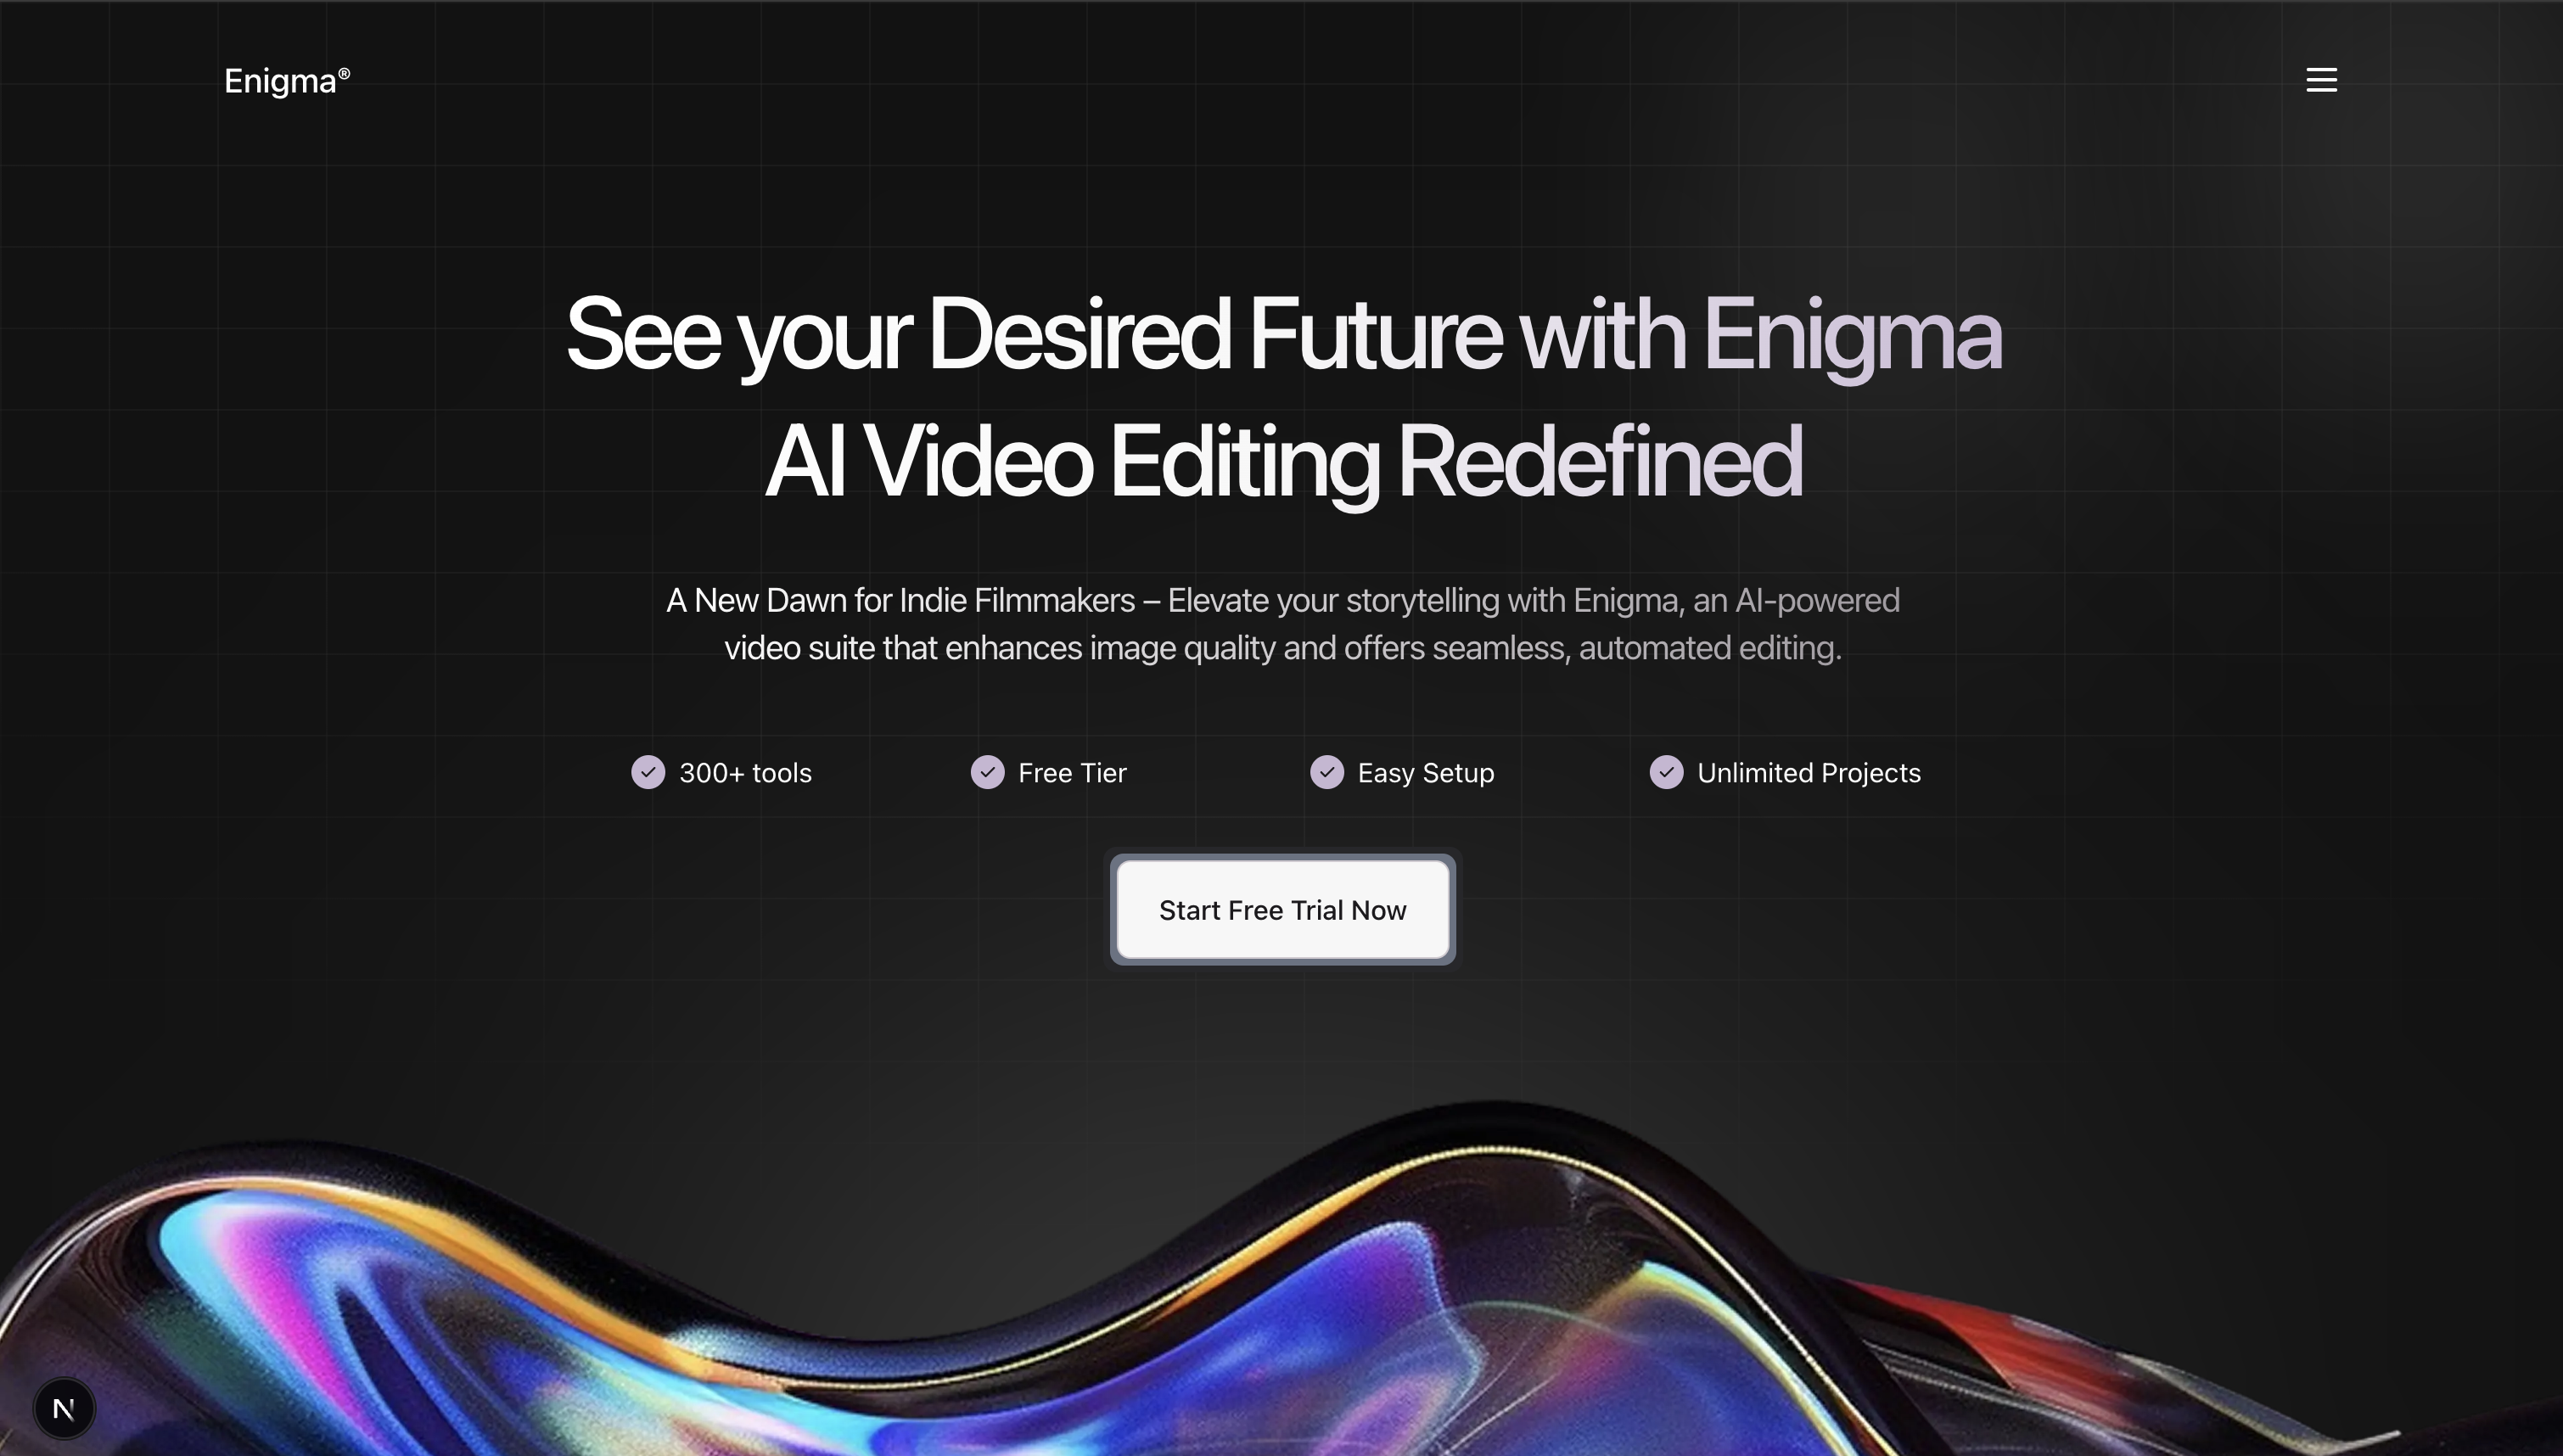 Enigma®
See your Desired Future with Enigma
AI Video Editing Redefined
A New Dawn for Indie Filmmakers – Elevate your storytelling with Enigma, an AI-powered
video suite that enhances image quality and offers seamless, automated editing.
300+ tools
Free Tier
Easy Setup
Unlimited Projects
Start Free Trial Now
N